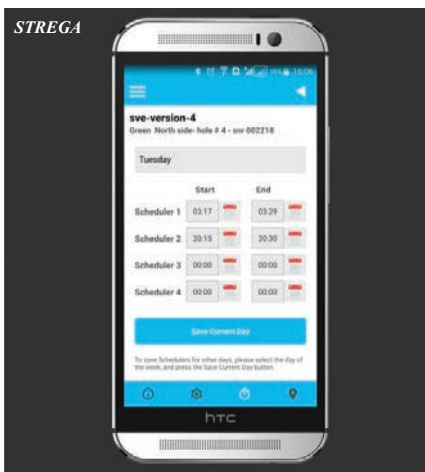 STREGA
16:06
sve-version-4
Green North side- hole # 4 - snr 002218
Tuesday
Start End
Scheduler 1 03:17 03:29
Scheduler 2 20:15 20:30
Scheduler 3 00:00 00:00
Scheduler 4 00:00 00:00
Save Current Day
To save Schedulers for other days, please select the day of
the week, and press the Save Current Day button.
hTC